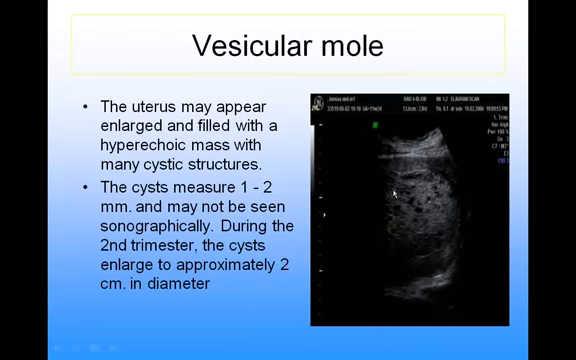 Vesicular mole
• The uterus may appear
enlarged and filled with a
hyperechoic mass with
many cystic structures.
• The cysts measure 1 - 2
mm. and may not be seen
sonographically. During the
2nd trimester, the cysts
enlarge to approximately 2
cm. in diameter